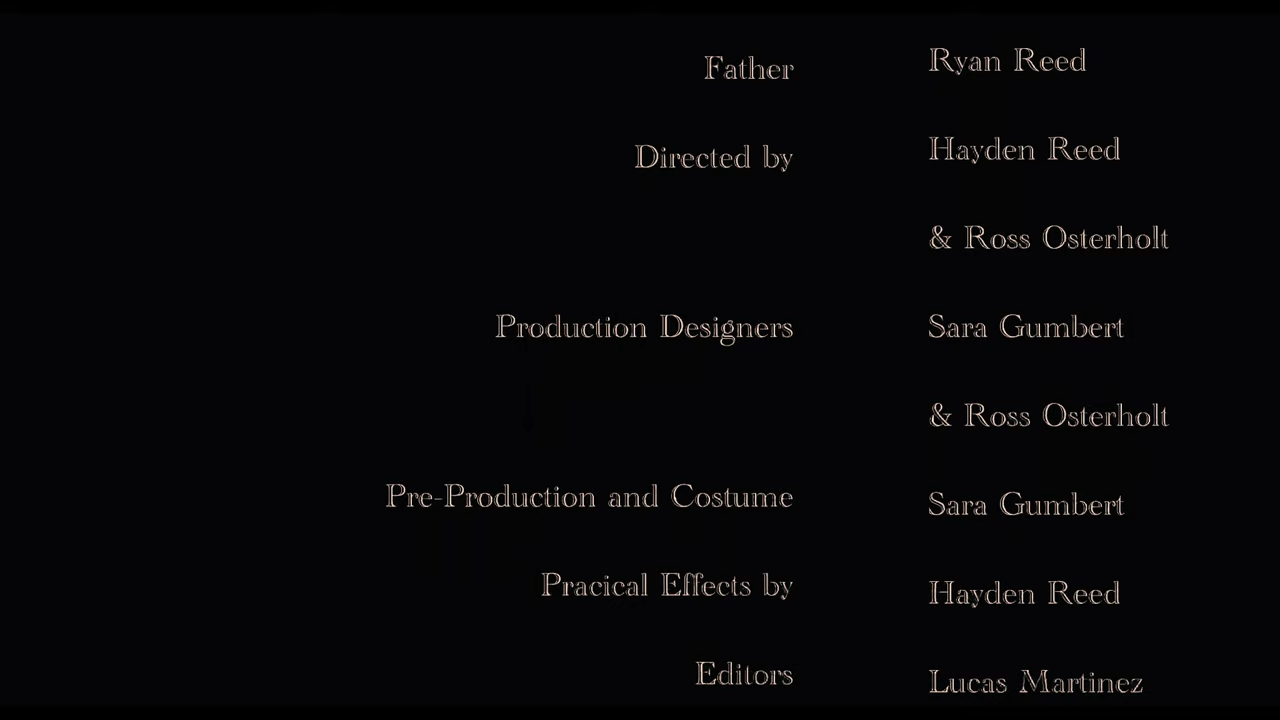 Father Ryan Reed
Directed by Hayden Reed
& Ross Osterholt
Production Designers Sara Gumbert
& Ross Osterholt
Pre-Production and Costume Sara Gumbert
Pracical Effects by Hayden Reed
Editors Lucas Martinez